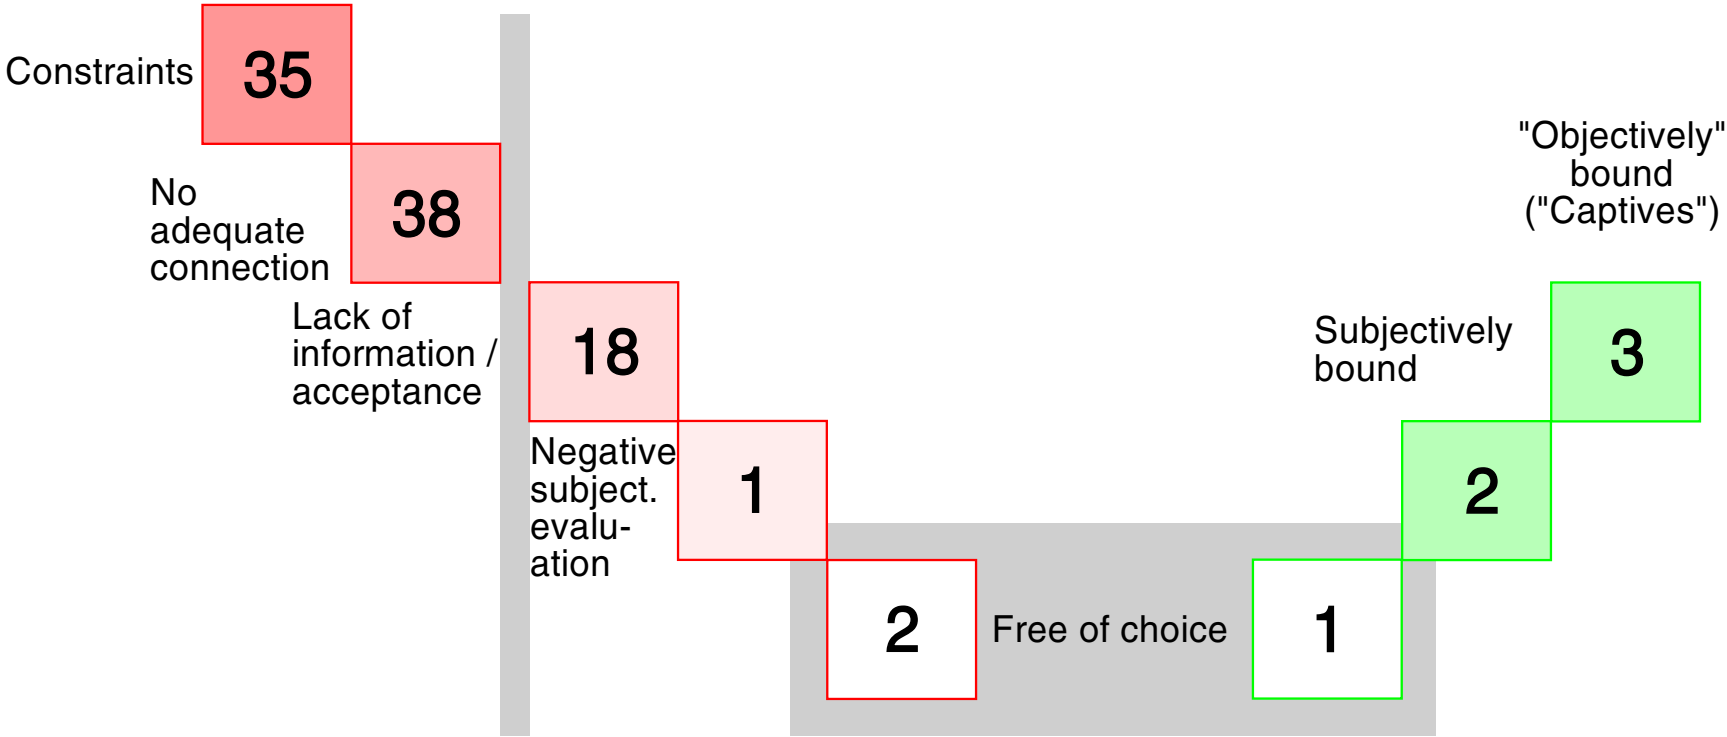 Constraints
35
No
adequate
connection
38
Lack of
information /
acceptance
18
Negative
subject.
evalu-
ation
1
2
Free of choice
1
2
Subjectively
bound
3
"Objectively"
bound
("Captives")